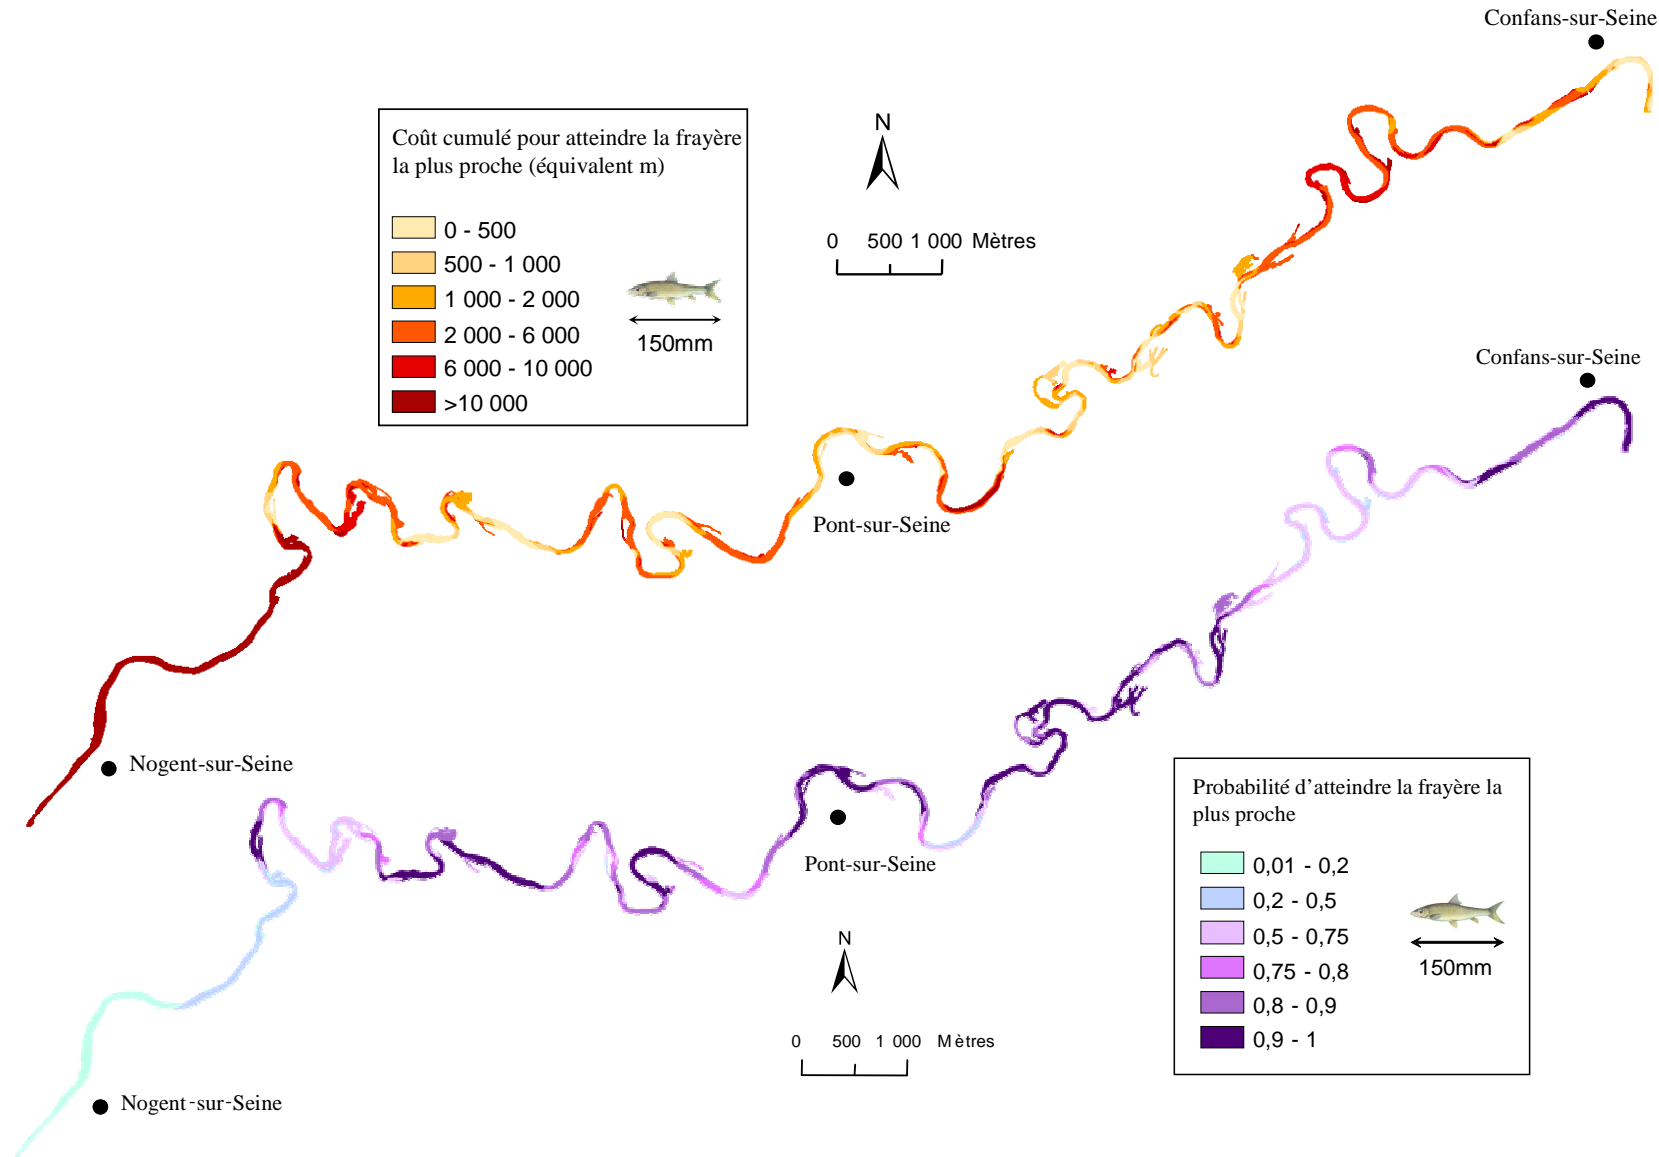 Confans-sur-Seine
Coût cumulé pour atteindre la frayère
la plus proche (équivalent m)
0 - 500
500 - 1 000
1 000 - 2 000
2 000 - 6 000
6 000 - 10 000
>10 000
150mm
N
0 500 1 000 Mètres
Pont-sur-Seine
Nogent-sur-Seine
Confans-sur-Seine
Probabilité d'atteindre la frayère la
plus proche
0,01 - 0,2
0,2 - 0,5
0,5 - 0,75
0,75 - 0,8
0,8 - 0,9
0,9 - 1
150mm
Pont-sur-Seine
N
0 500 1 000 Mètres
Nogent-sur-Seine